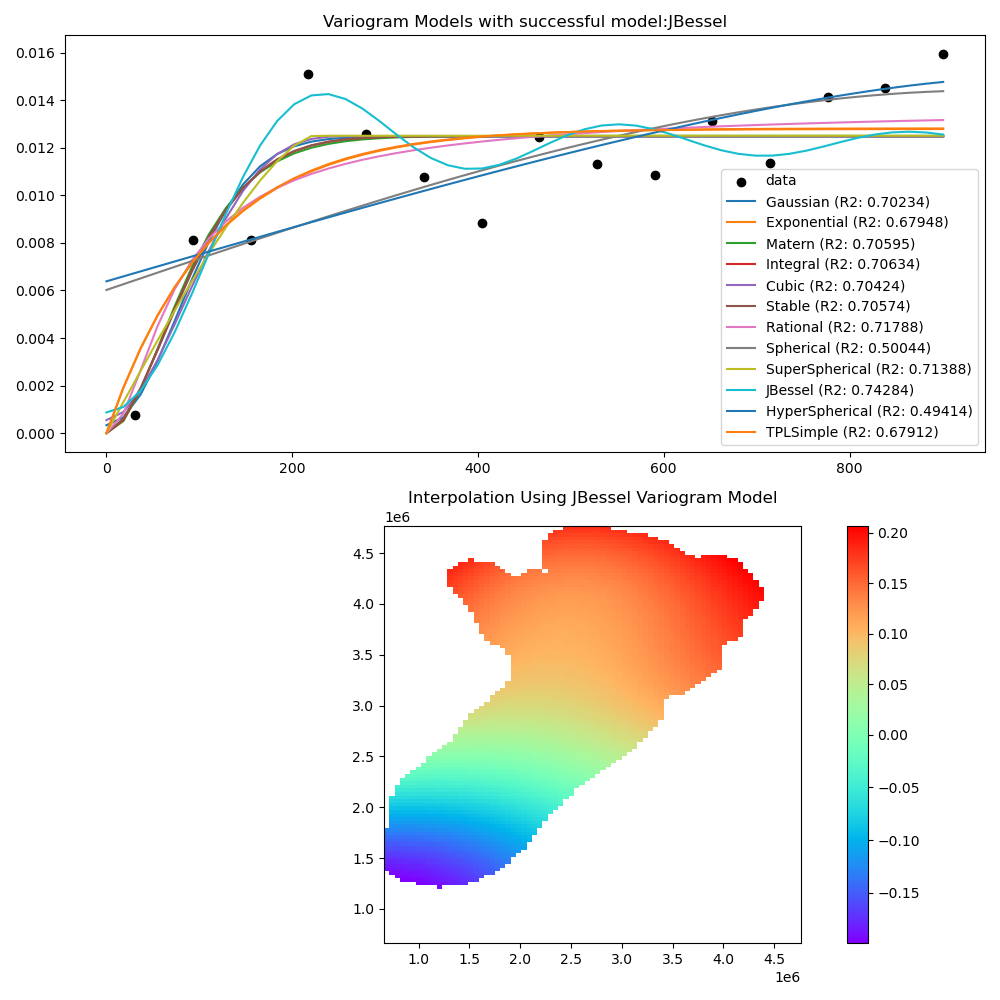 Variogram Models with successful model:JBessel
0.016
0.014
0.012
0.010
0.008
0.006
0.004
0.002
0.000
data
Gaussian (R2: 0.70234)
Exponential (R2: 0.67948)
Matern (R2: 0.70595)
Integral (R2: 0.70634)
Cubic (R2: 0.70424)
Stable (R2: 0.70574)
Rational (R2: 0.71788)
Spherical (R2: 0.50044)
SuperSpherical (R2: 0.71388)
JBessel (R2: 0.74284)
HyperSpherical (R2: 0.49414)
TPLSimple (R2: 0.67912)
0 200 400 600 800
Interpolation Using JBessel Variogram Model
1e6
4.5
4.0
3.5
3.0
2.5
2.0
1.5
1.0
1.0 1.5 2.0 2.5 3.0 3.5 4.0 4.5
1e6
0.20
0.15
0.10
0.05
0.00
−0.05
−0.10
−0.15